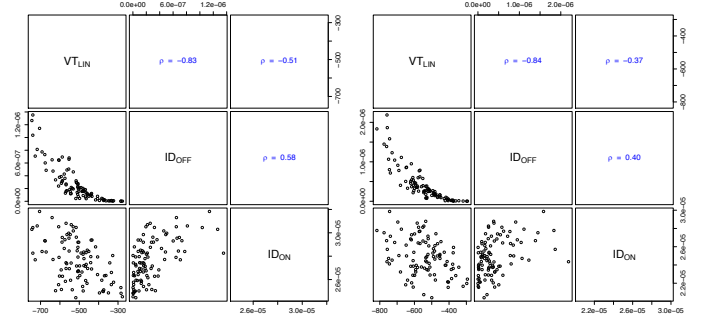 0.0e+00 6.0e−07 1.2e−06
VT_LIN
ρ = −0.83
ρ = −0.51
−700 −500 −300
0.0e+00 6.0e−07 1.2e−06
ID_OFF
ρ = 0.58
ID_ON
2.6e−05 3.0e−05
−700 −500 −300
2.6e−05 3.0e−05
0.0e+00 1.0e−06 2.0e−06
VT_LIN
ρ = −0.84
ρ = −0.37
−800 −600 −400
0.0e+00 1.0e−06 2.0e−06
ID_OFF
ρ = 0.40
ID_ON
2.2e−05 2.6e−05 3.0e−05
−800 −600 −400
2.2e−05 2.6e−05 3.0e−05